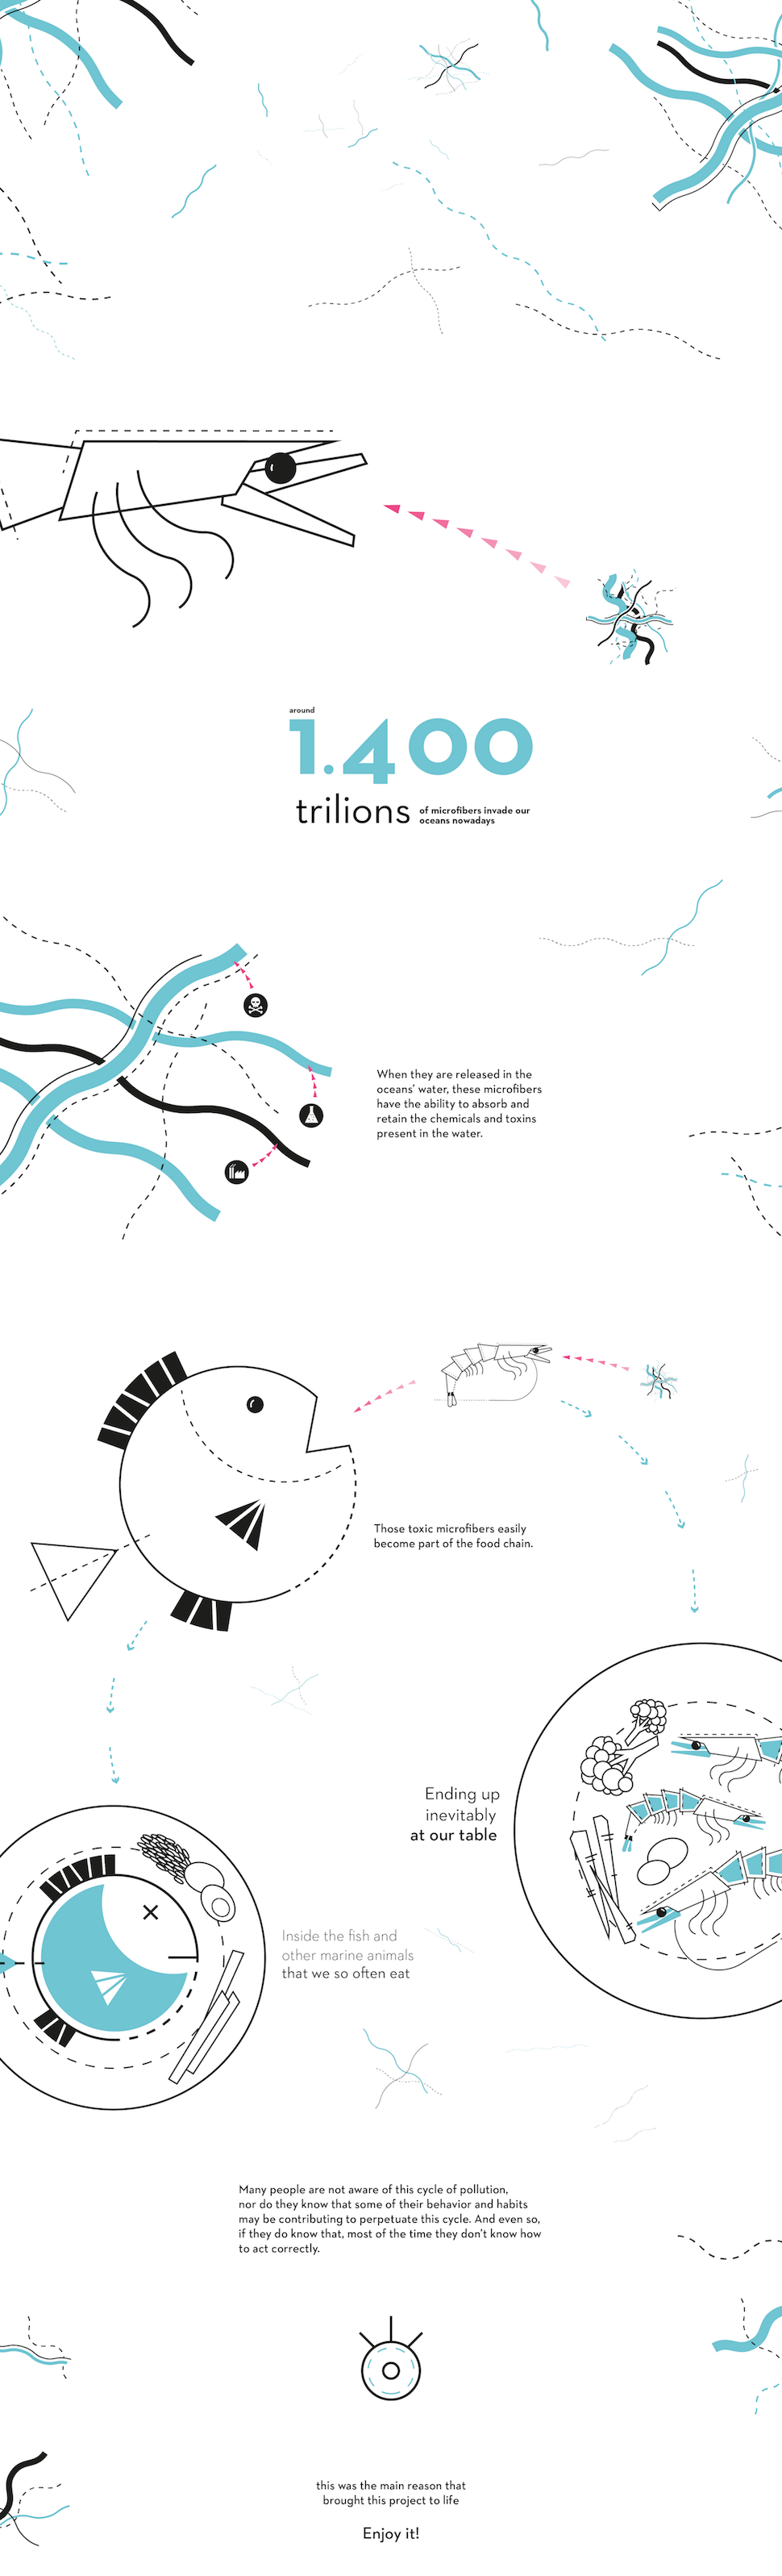 around
1.400
trilions
of microfibers invade our
oceans nowadays
When they are released in the
oceans' water, these microfibers
have the ability to absorb and
retain the chemicals and toxins
present in the water.
Those toxic microfibers easily
become part of the food chain.
Ending up
inevitably
at our table
Inside the fish and
other marine animals
that we so often eat
Many people are not aware of this cycle of pollution,
nor do they know that some of their behavior and habits
may be contributing to perpetuate this cycle. And even so,
if they do know that, most of the time they don't know how
to act correctly.
this was the main reason that
brought this project to life
Enjoy it!